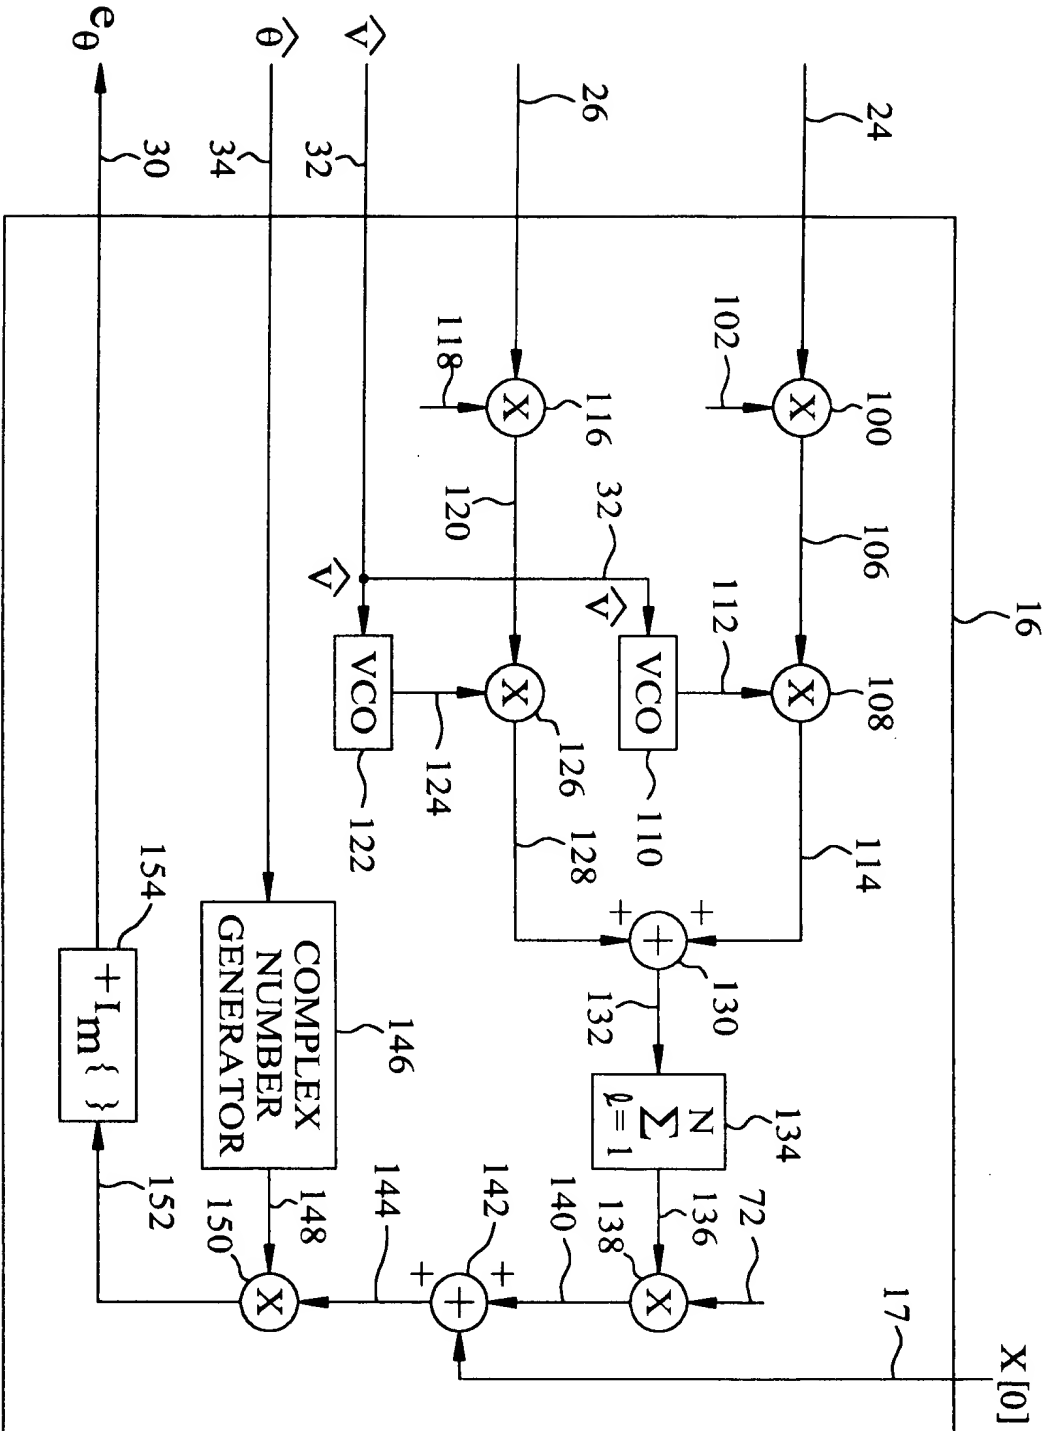 16
X[0]
17
24
100
106
108
114
102
112
72
X
X
+
130
134
136
138
26
116
32
V̂
VCO
110
+
132
N
Σ
ℓ=1
X
140
118
X
120
X
126
128
+
124
142
+
+
+
144
V̂
32
V̂
VCO
122
146
θ̂
34
COMPLEX
NUMBER
GENERATOR
148
X
150
e_θ
30
154
+Im{ }
152